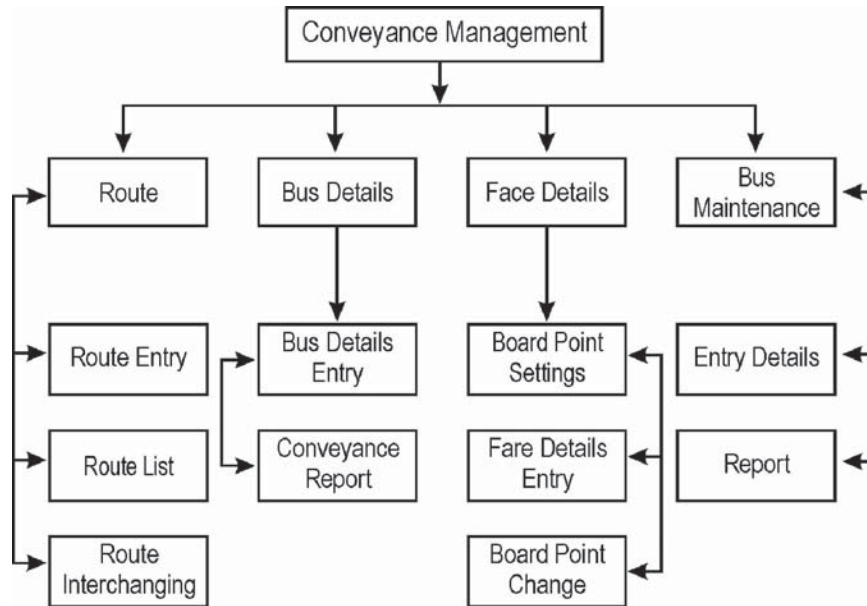 Conveyance Management
Route
Bus Details
Face Details
Bus
Maintenance
Route Entry
Bus Details
Entry
Board Point
Settings
Entry Details
Route List
Conveyance
Report
Fare Details
Entry
Report
Route
Interchanging
Board Point
Change